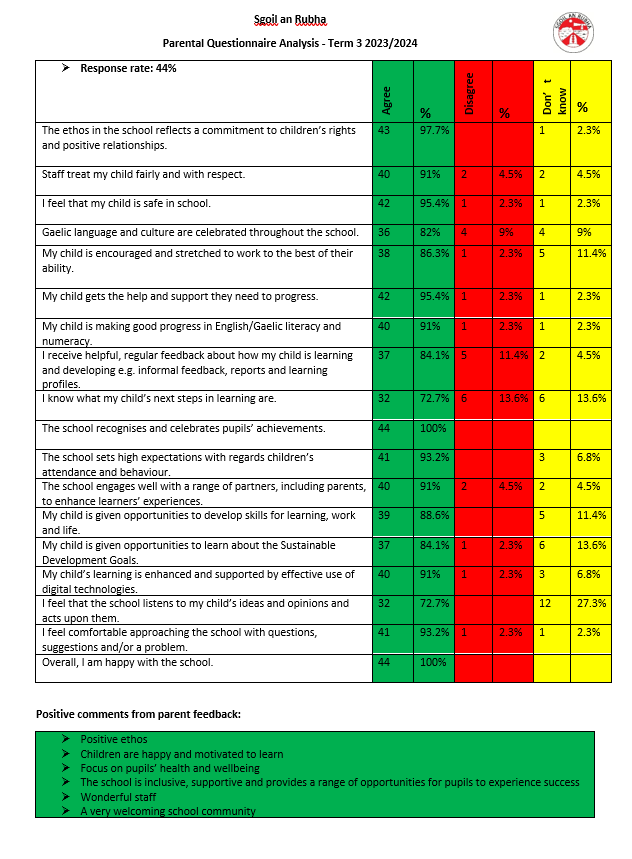 Sgoil an Rubha
SGOIL AN RUBHA
Parental Questionnaire Analysis - Term 3 2023/2024
➤ Response rate: 44%
Agree
%
Disagree
%
Don't know
%
The ethos in the school reflects a commitment to children's rights
and positive relationships.
43 97.7% 1 2.3%
Staff treat my child fairly and with respect. 40 91% 2 4.5% 2 4.5%
I feel that my child is safe in school. 42 95.4% 1 2.3% 1 2.3%
Gaelic language and culture are celebrated throughout the school. 36 82% 4 9% 4 9%
My child is encouraged and stretched to work to the best of their
ability.
38 86.3% 1 2.3% 5 11.4%
My child gets the help and support they need to progress. 42 95.4% 1 2.3% 1 2.3%
My child is making good progress in English/Gaelic literacy and
numeracy.
40 91% 1 2.3% 1 2.3%
I receive helpful, regular feedback about how my child is learning
and developing e.g. informal feedback, reports and learning
profiles.
37 84.1% 5 11.4% 2 4.5%
I know what my child's next steps in learning are. 32 72.7% 6 13.6% 6 13.6%
The school recognises and celebrates pupils' achievements. 44 100%
The school sets high expectations with regards children's
attendance and behaviour.
41 93.2% 3 6.8%
The school engages well with a range of partners, including parents,
to enhance learners' experiences.
40 91% 2 4.5% 2 4.5%
My child is given opportunities to develop skills for learning, work
and life.
39 88.6% 5 11.4%
My child is given opportunities to learn about the Sustainable
Development Goals.
37 84.1% 1 2.3% 6 13.6%
My child's learning is enhanced and supported by effective use of
digital technologies.
40 91% 1 2.3% 3 6.8%
I feel that the school listens to my child's ideas and opinions and
acts upon them.
32 72.7% 12 27.3%
I feel comfortable approaching the school with questions,
suggestions and/or a problem.
41 93.2% 1 2.3% 1 2.3%
Overall, I am happy with the school. 44 100%
Positive comments from parent feedback:
➤ Positive ethos
➤ Children are happy and motivated to learn
➤ Focus on pupils' health and wellbeing
➤ The school is inclusive, supportive and provides a range of opportunities for pupils to experience success
➤ Wonderful staff
➤ A very welcoming school community